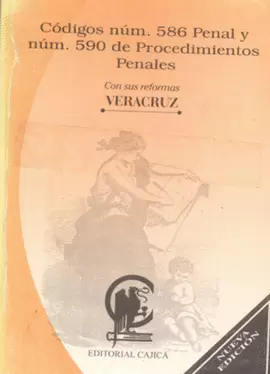 Códigos núm. 586 Penal y
núm. 590 de Procedimientos
Penales
Con sus reformas
VERACRUZ
EDITORIAL CAJICA
NUEVA
EDICIÓN